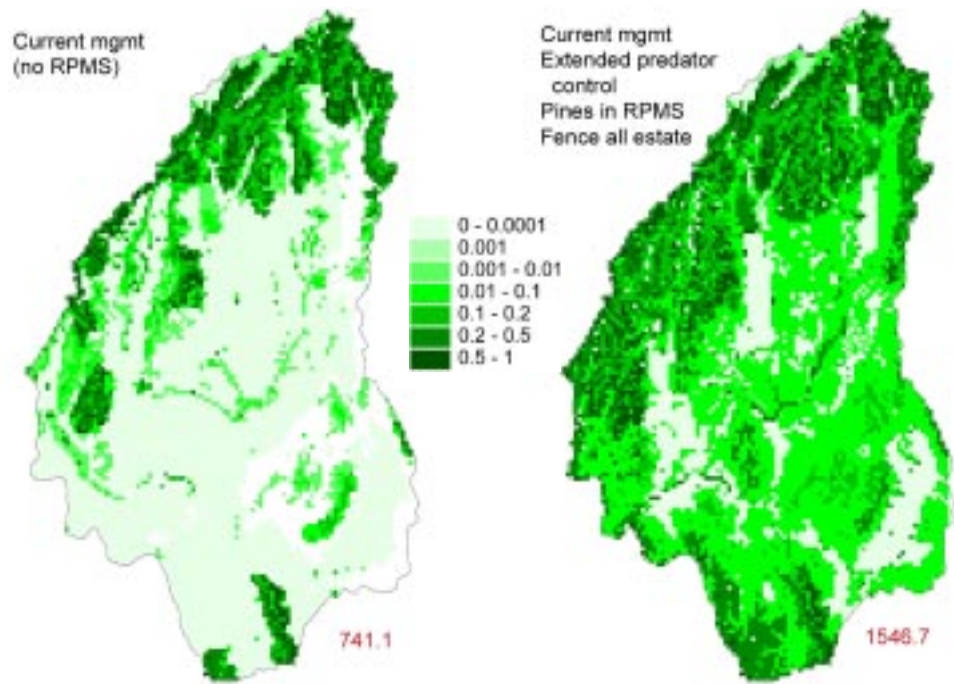 Current mgmt
(no RPMS)
Current mgmt
Extended predator
control
Pines in RPMS
Fence all estate
0 - 0.0001
0.001
0.001 - 0.01
0.01 - 0.1
0.1 - 0.2
0.2 - 0.5
0.5 - 1
741.1
1546.7